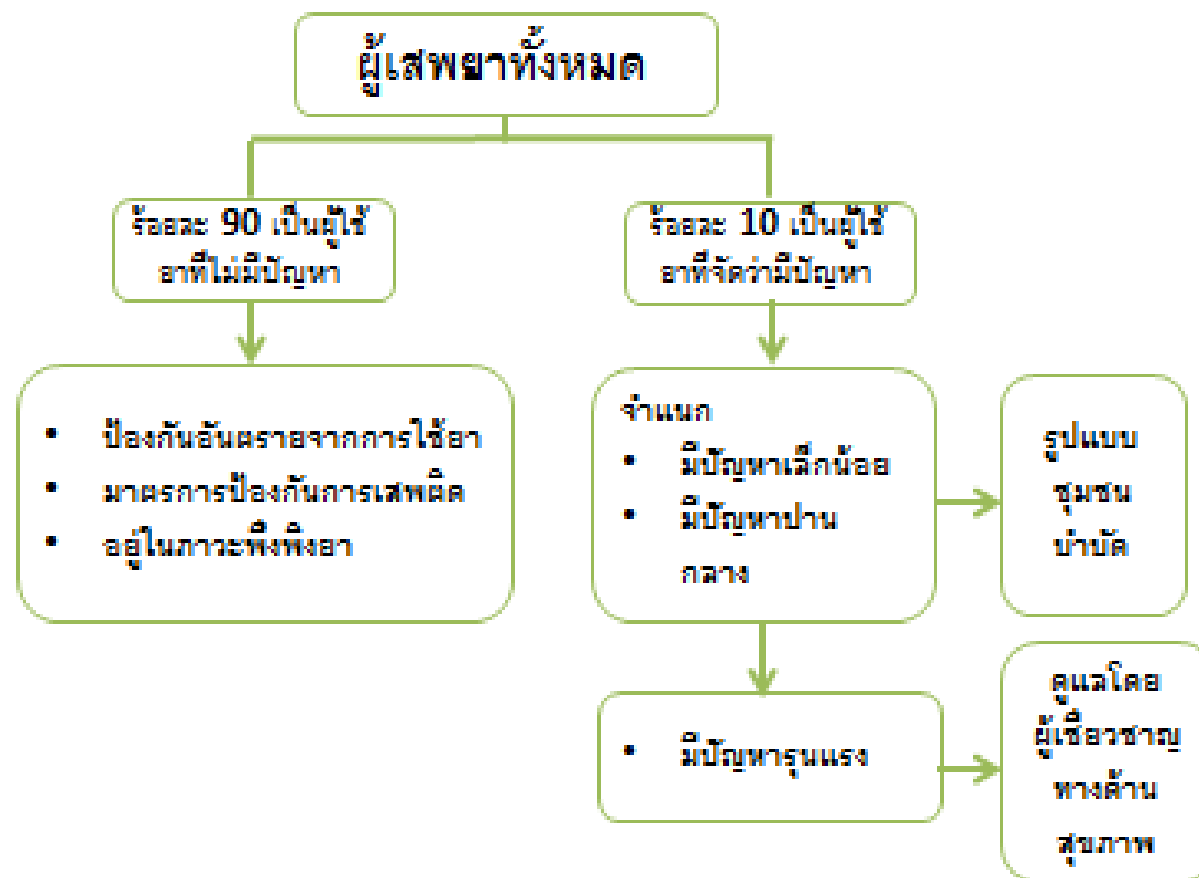 ผู้เสพยาทั้งหมด
ร้อยละ 90 เป็นผู้ใช้
ยาที่ไม่มีปัญหา
ร้อยละ 10 เป็นผู้ใช้
ยาที่จัดว่ามีปัญหา
• ป้องกันอันตรายจากการใช้ยา
• มาตรการป้องกันการเสพติด
• อยู่ในภาวะพึ่งพิงยา
จำแนก
• มีปัญหาเล็กน้อย
• มีปัญหาปาน
กลาง
รูปแบบ
ชุมชน
บำบัด
• มีปัญหารุนแรง
ดูแลโดย
ผู้เชี่ยวชาญ
ทางด้าน
สุขภาพ